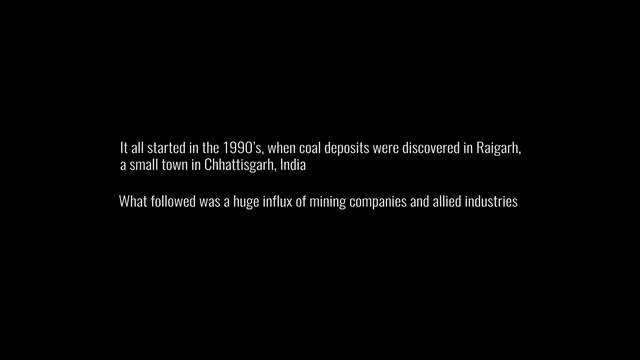 It all started in the 1990's, when coal deposits were discovered in Raigarh,
a small town in Chhattisgarh, India
What followed was a huge influx of mining companies and allied industries